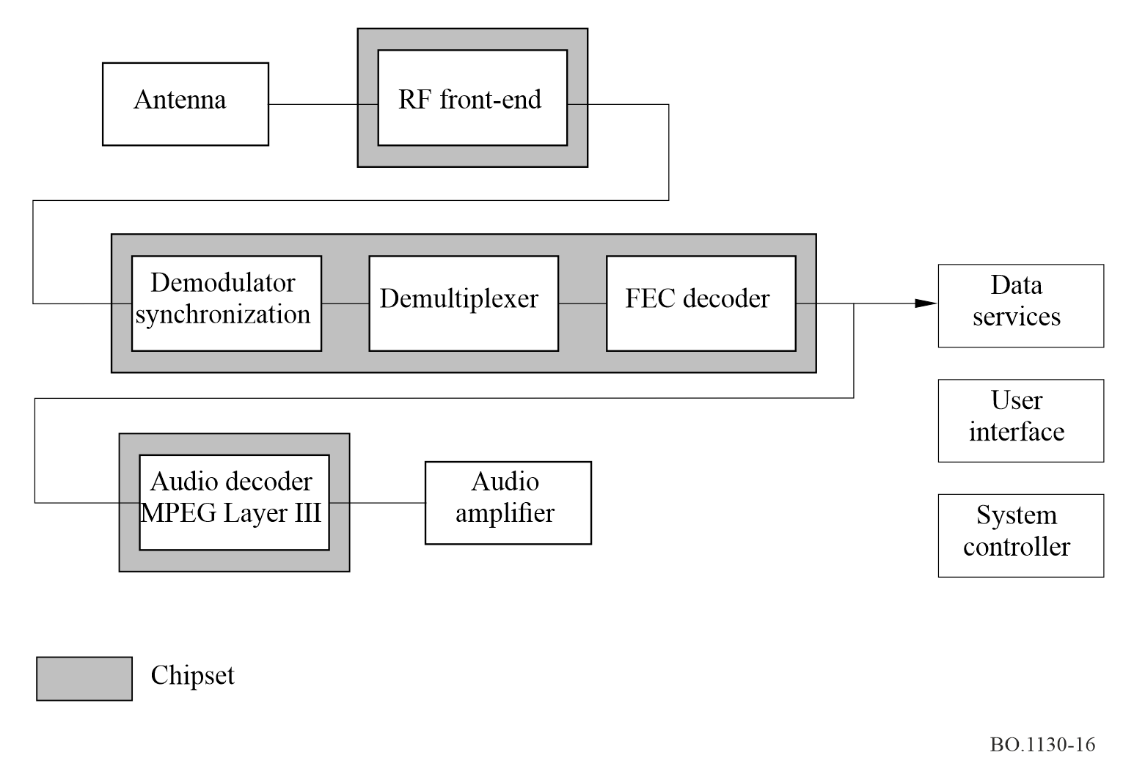 Antenna
RF front-end
Demodulator
synchronization
Demultiplexer
FEC decoder
Data
services
User
interface
Audio decoder
MPEG Layer III
Audio
amplifier
System
controller
Chipset
BO.1130-16